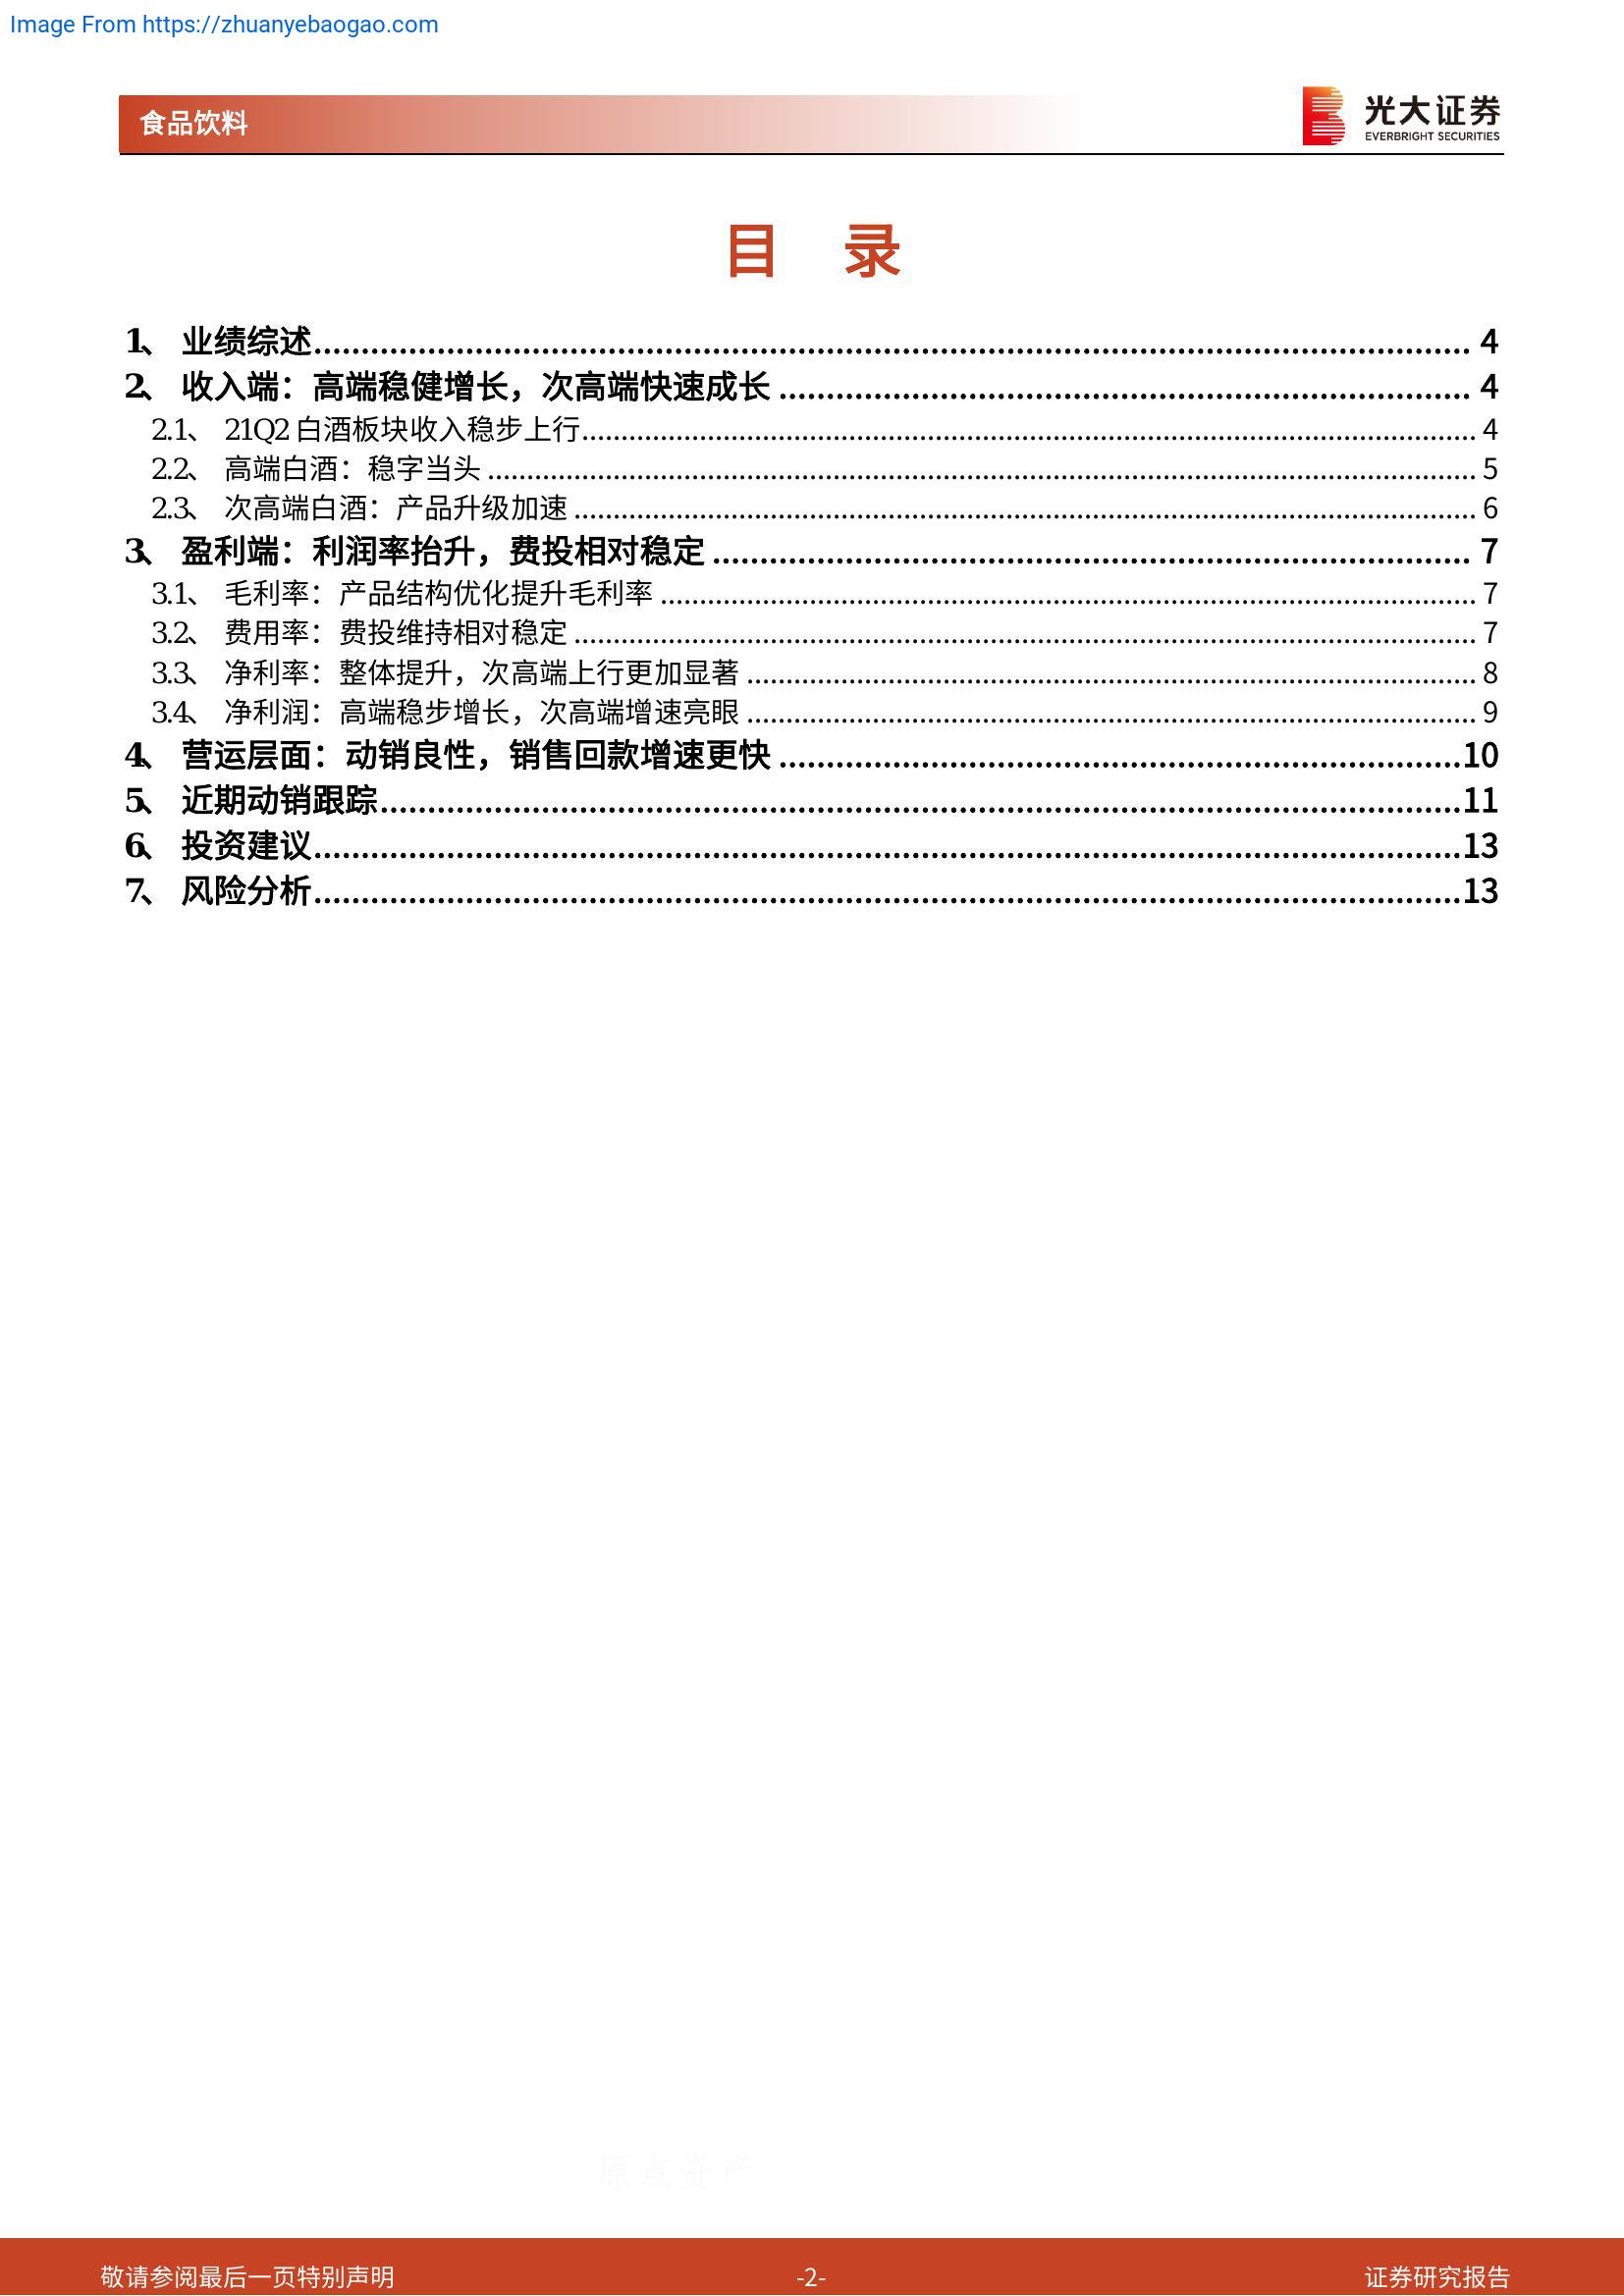 Image From https://zhuanyebaogao.com
食品饮料
光大证券
EVERBRIGHT SECURITIES
目 录
1、 业绩综述........................................ 4
2、 收入端：高端稳健增长，次高端快速成长........................................ 4
2.1、 21Q2 白酒板块收入稳步上行........................................ 4
2.2、 高端白酒：稳字当头........................................ 5
2.3、 次高端白酒：产品升级加速........................................ 6
3、 盈利端：利润率抬升，费投相对稳定........................................ 7
3.1、 毛利率：产品结构优化提升毛利率........................................ 7
3.2、 费用率：费投维持相对稳定........................................ 7
3.3、 净利率：整体提升，次高端上行更加显著........................................ 8
3.4、 净利润：高端稳步增长，次高端增速亮眼........................................ 9
4、 营运层面：动销良性，销售回款增速更快........................................10
5、 近期动销跟踪........................................11
6、 投资建议........................................13
7、 风险分析........................................13
原点资产
敬请参阅最后一页特别声明
-2-
证券研究报告